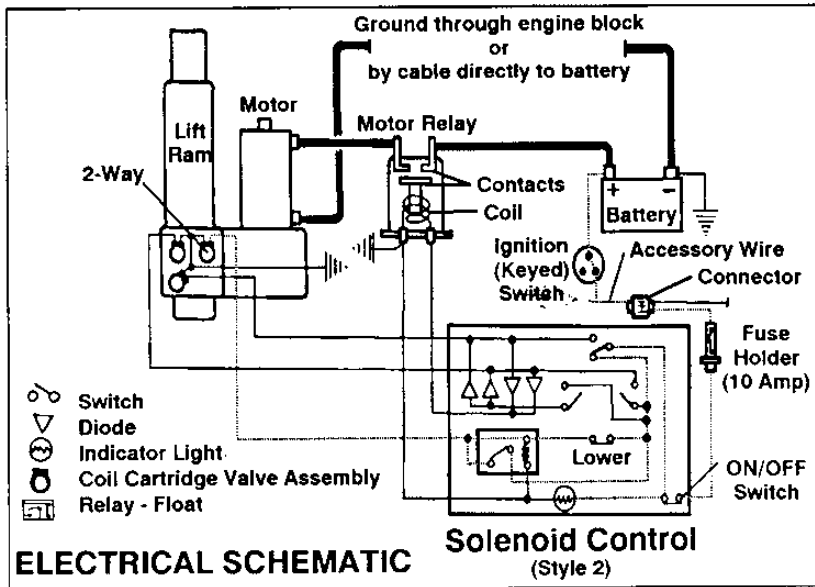 Ground through engine block
or
by cable directly to battery
Motor
Motor Relay
Lift
Ram
2-Way
Contacts
Coil
+ −
Battery
Ignition
(Keyed)
Switch
Accessory Wire
Connector
Fuse
Holder
(10 Amp)
Switch
Diode
Indicator Light
Coil Cartridge Valve Assembly
Relay - Float
Lower
ON/OFF
Switch
ELECTRICAL SCHEMATIC
Solenoid Control
(Style 2)